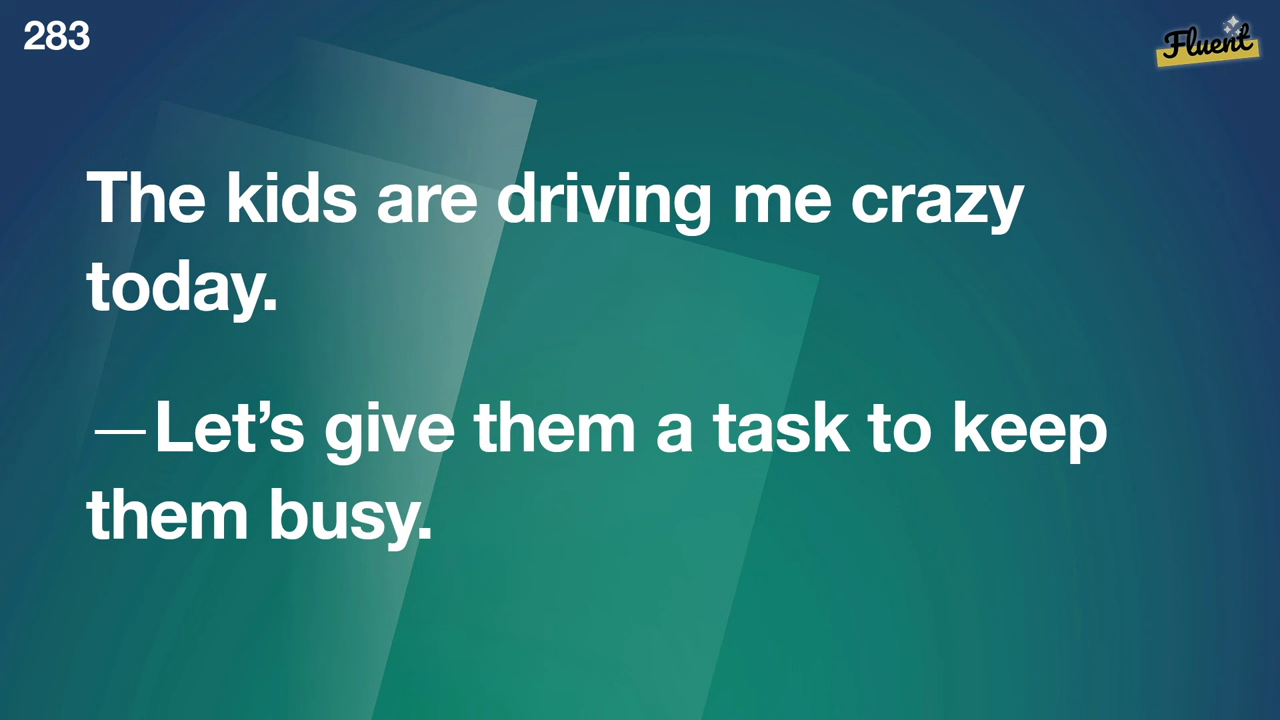 283
Fluent
The kids are driving me crazy
today.
—Let’s give them a task to keep
them busy.